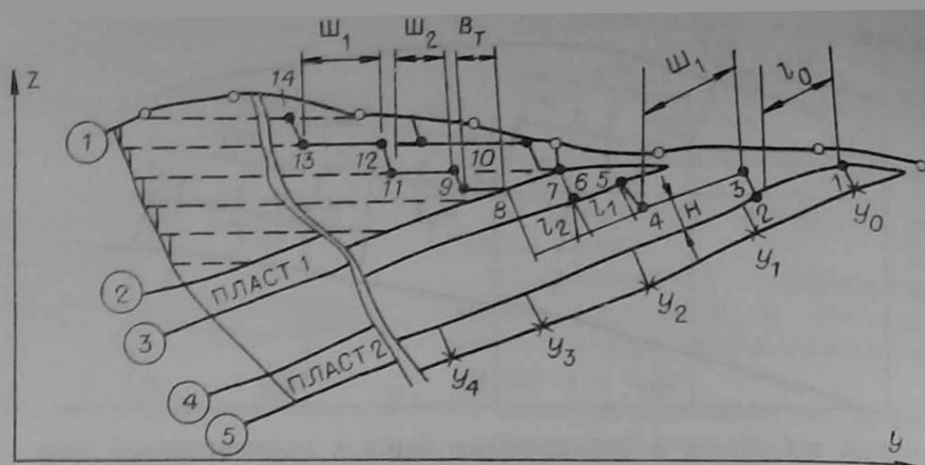 Ш₁ Ш₂ Вт Ш₁ l₀
Z
14
1
13 12 11 9 10 8 7 6 5 4 3 2 1
l₂ l₁ H
y₀
y₁
y₂
y₃
y₄
2 ПЛАСТ 1
3
4 ПЛАСТ 2
5
y